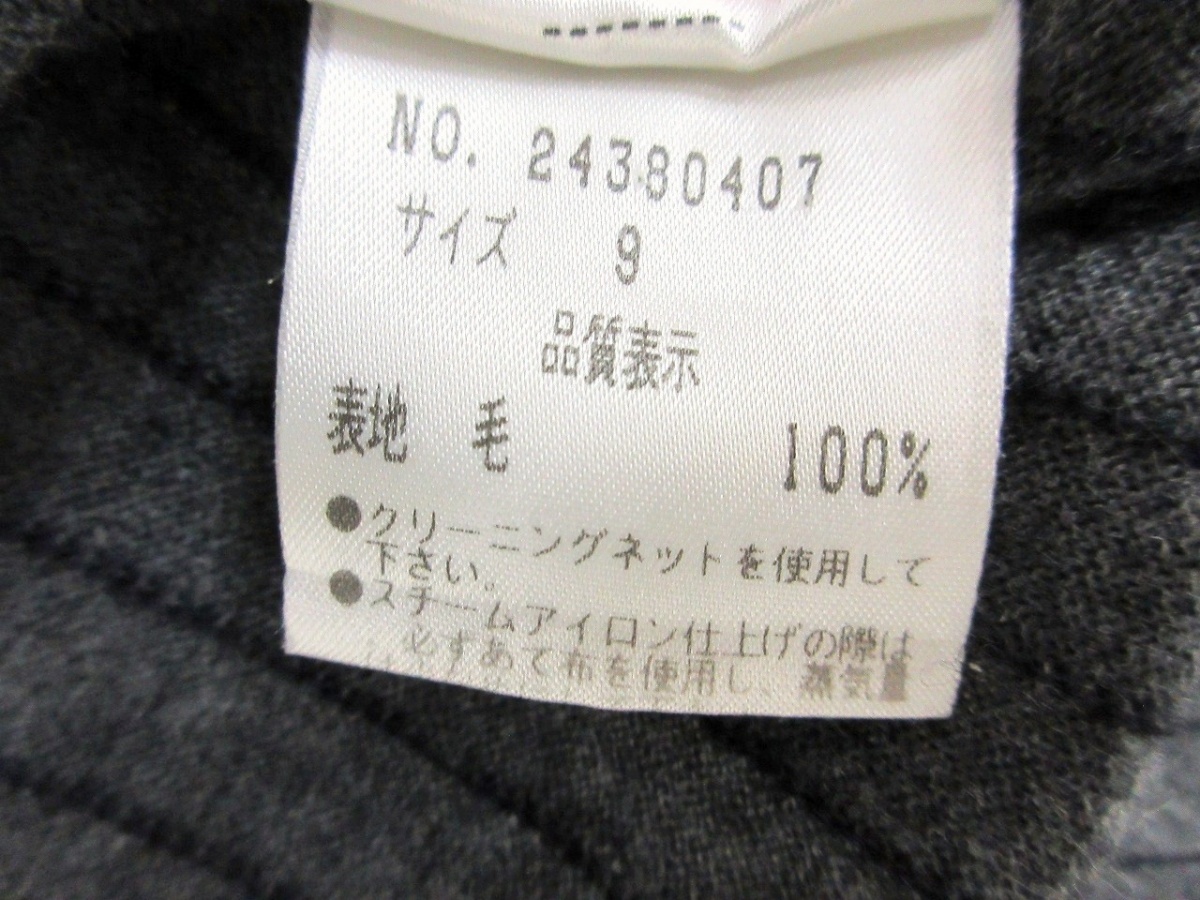 NO. 24380407
サイズ 9
品質表示
表地 毛 100%
●クリーニングネットを使用して
下さい。
●スチームアイロン仕上げの際は
必ずあて布を使用し、蒸気量